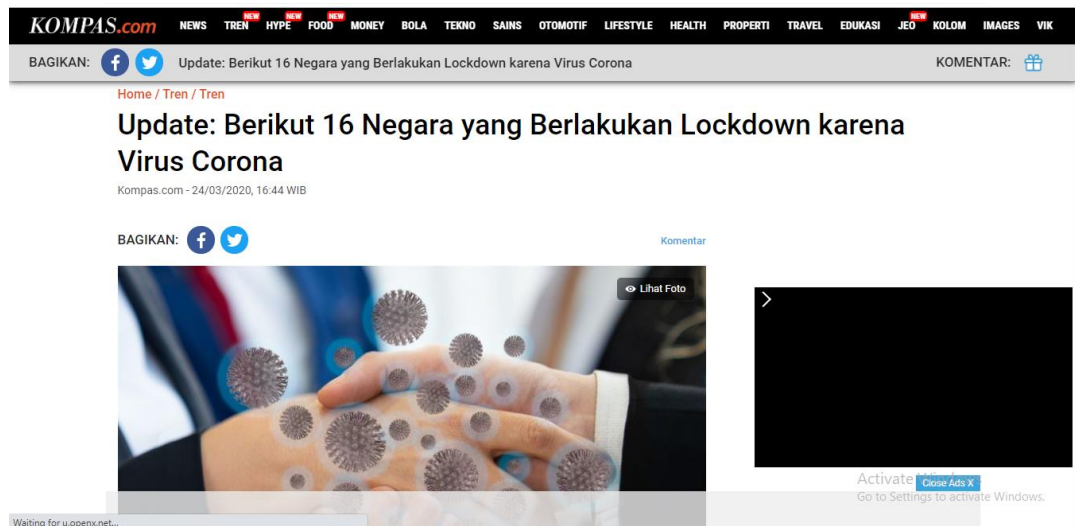 KOMPAS.com NEWS TREN NEW HYPE NEW FOOD NEW MONEY BOLA TEKNO SAINS OTOMOTIF LIFESTYLE HEALTH PROPERTI TRAVEL EDUKASI JEO NEW KOLOM IMAGES VIK
BAGIKAN: Update: Berikut 16 Negara yang Berlakukan Lockdown karena Virus Corona KOMENTAR:
Home / Tren / Tren
Update: Berikut 16 Negara yang Berlakukan Lockdown karena
Virus Corona
Kompas.com - 24/03/2020, 16:44 WIB
BAGIKAN: Komentar
Lihat Foto
Activate
Close Ads X
Go to Settings to activate Windows.
Waiting for u.openx.net...